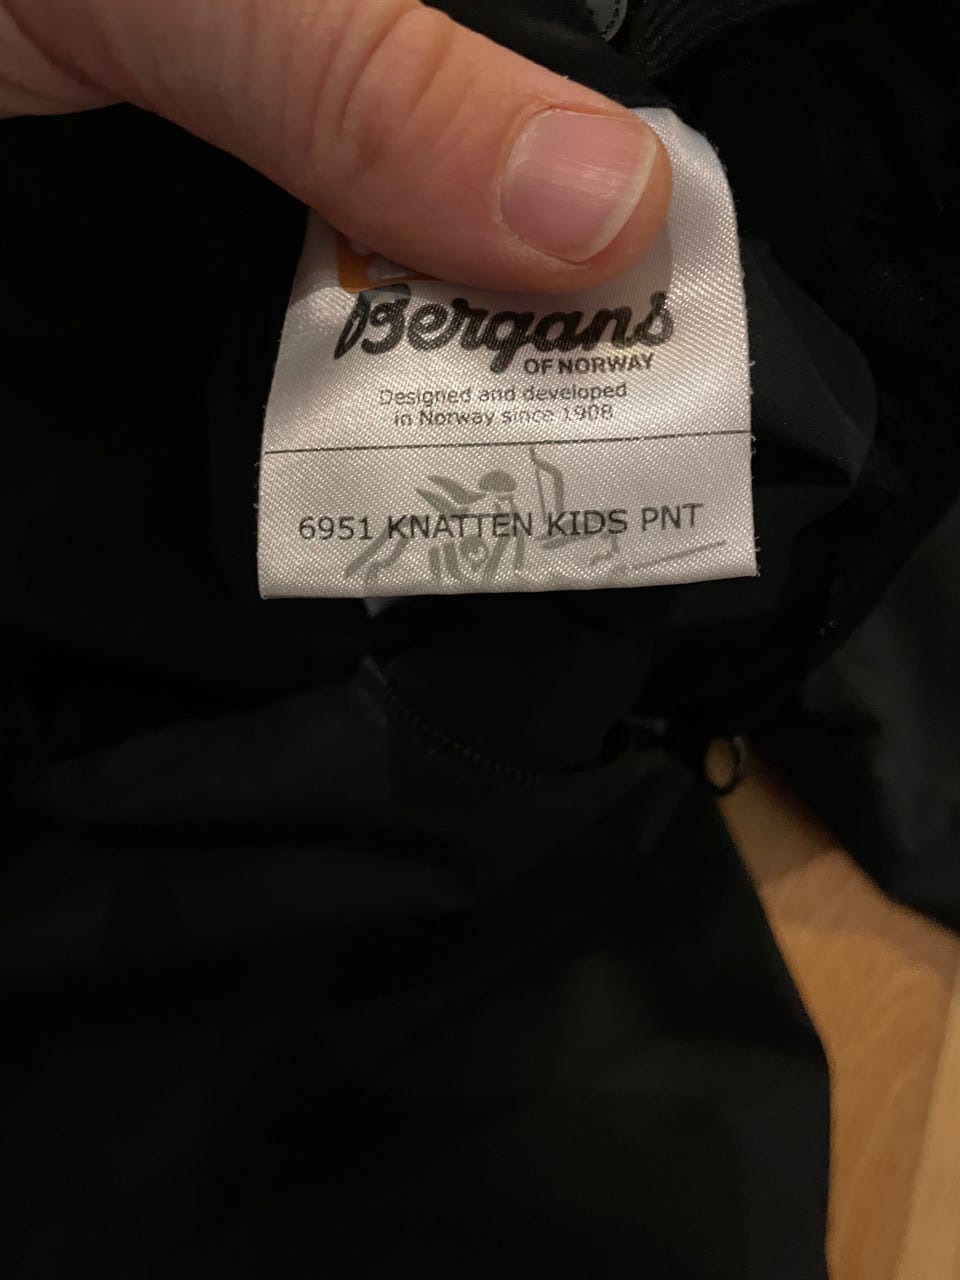 Bergans
OF NORWAY
Designed and developed
in Norway since 1908
6951 KNATTEN KIDS PNT